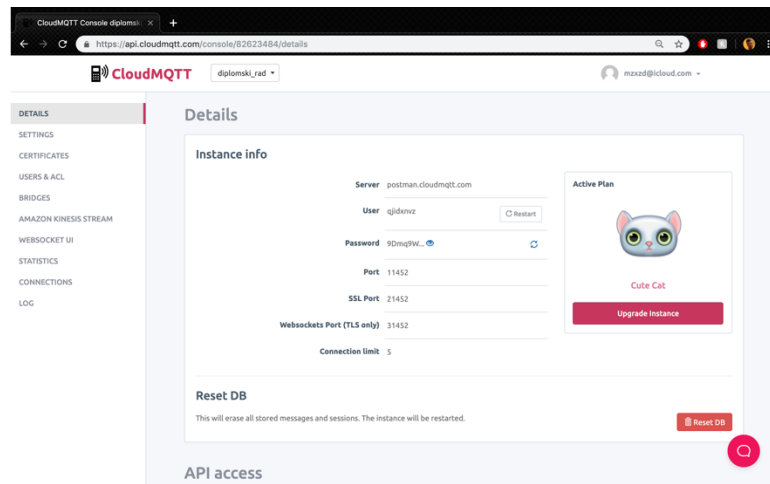 CloudMQTT Console diplomski
https://api.cloudmqtt.com/console/82623484/details
CloudMQTT
diplomski_rad
mzxzd@icloud.com
DETAILS
SETTINGS
CERTIFICATES
USERS & ACL
BRIDGES
AMAZON KINESIS STREAM
WEBSOCKET UI
STATISTICS
CONNECTIONS
LOG
Details
Instance info
Server postman.cloudmqtt.com
User qjidxnvz Restart
Password 9Dmq9W...
Port 11452
SSL Port 21452
Websockets Port (TLS only) 31452
Connection limit 5
Active Plan
Cute Cat
Upgrade Instance
Reset DB
This will erase all stored messages and sessions. The instance will be restarted.
Reset DB
API access